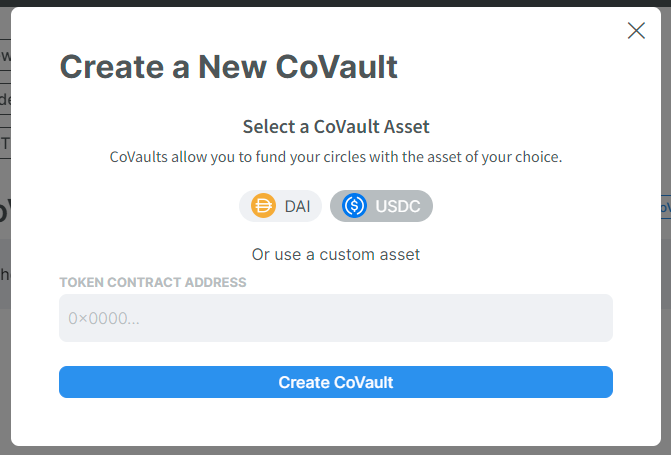 Create a New CoVault
Select a CoVault Asset
CoVaults allow you to fund your circles with the asset of your choice.
DAI USDC
Or use a custom asset
TOKEN CONTRACT ADDRESS
0x0000...
Create CoVault